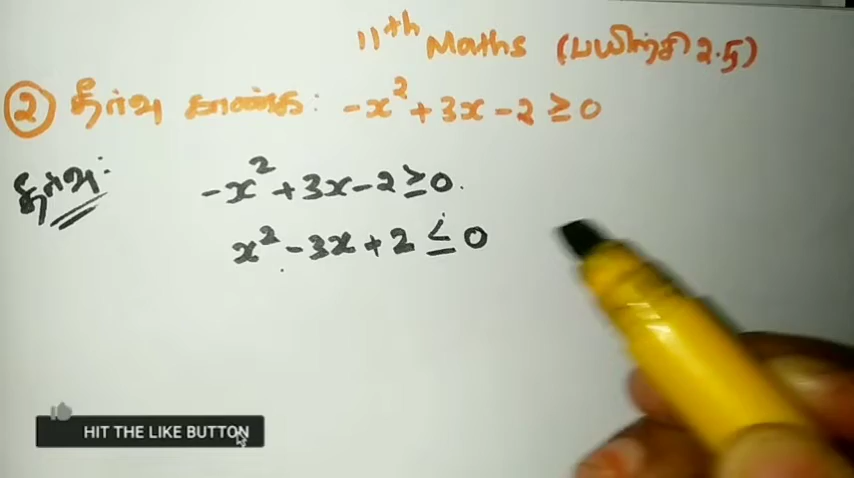 11th Maths (பயிற்சி 2.5)
② தீர்வு காண்க: -x² + 3x - 2 ≥ 0
தீர்வு:
-x² + 3x - 2 ≥ 0.
x² - 3x + 2 ≤ 0
HIT THE LIKE BUTTON